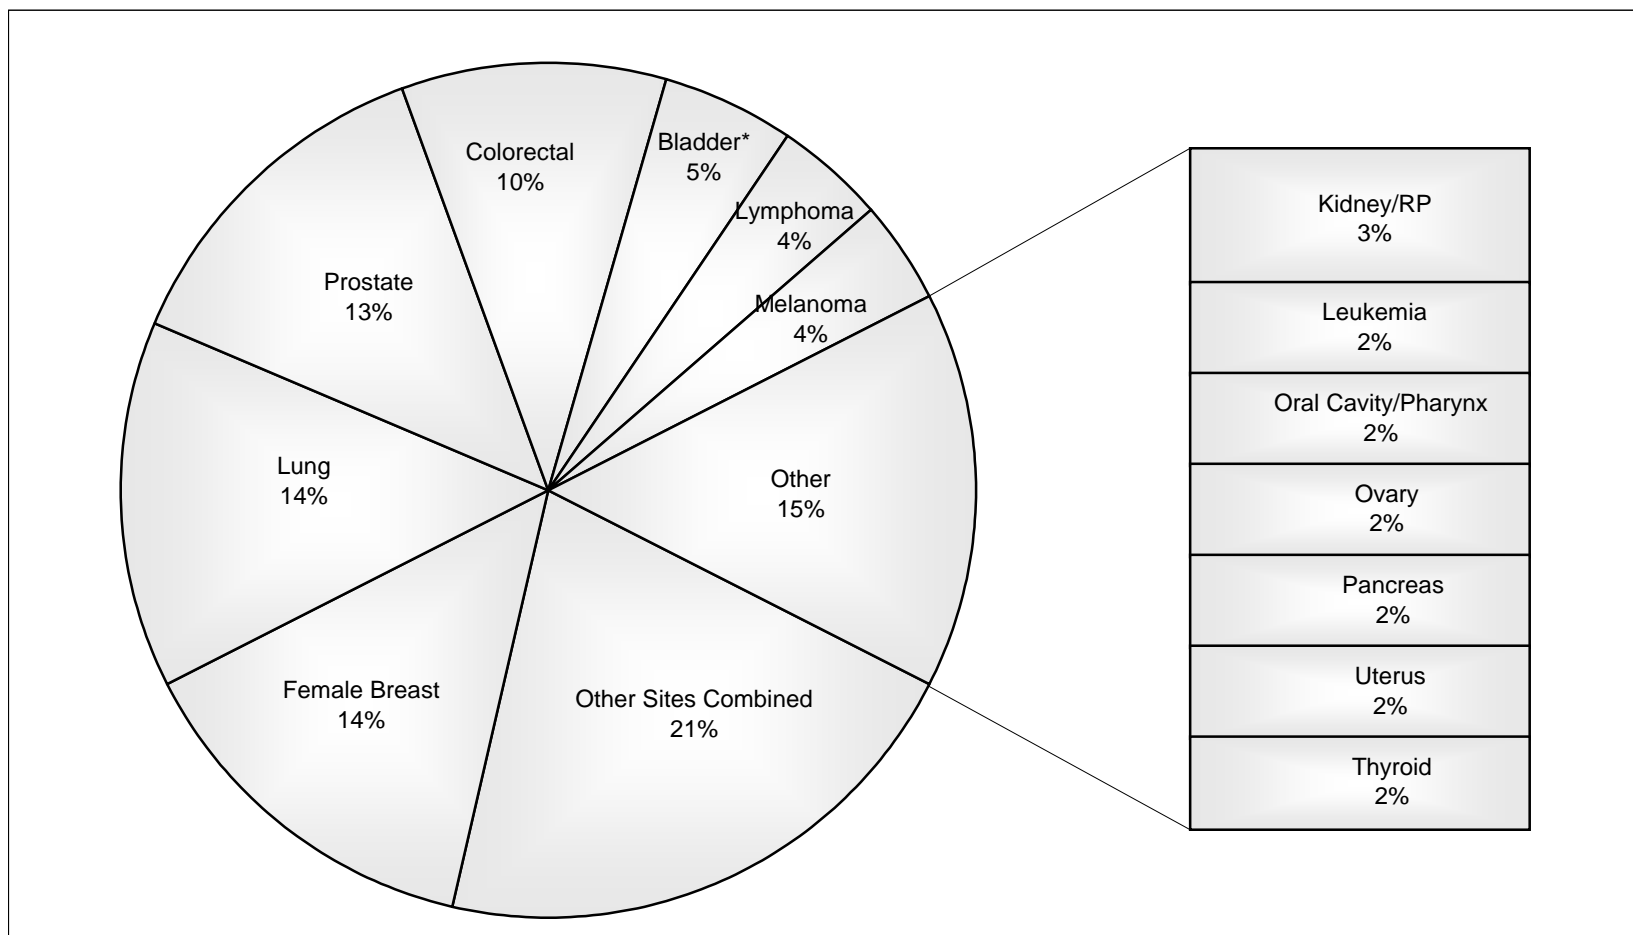 Colorectal
10%
Bladder*
5%
Lymphoma
4%
Melanoma
4%
Prostate
13%
Lung
14%
Other
15%
Female Breast
14%
Other Sites Combined
21%
Kidney/RP
3%
Leukemia
2%
Oral Cavity/Pharynx
2%
Ovary
2%
Pancreas
2%
Uterus
2%
Thyroid
2%